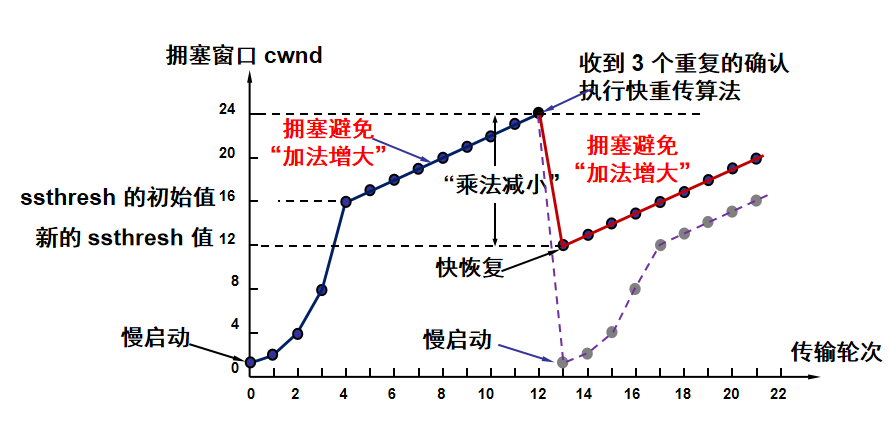 拥塞窗口 cwnd
收到 3 个重复的确认
执行快重传算法
24
拥塞避免
“加法增大”
拥塞避免
“加法增大”
20
“乘法减小”
ssthresh 的初始值
16
新的 ssthresh 值
12
快恢复
8
慢启动
4
慢启动
传输轮次
0
0
2
4
6
8
10
12
14
16
18
20
22